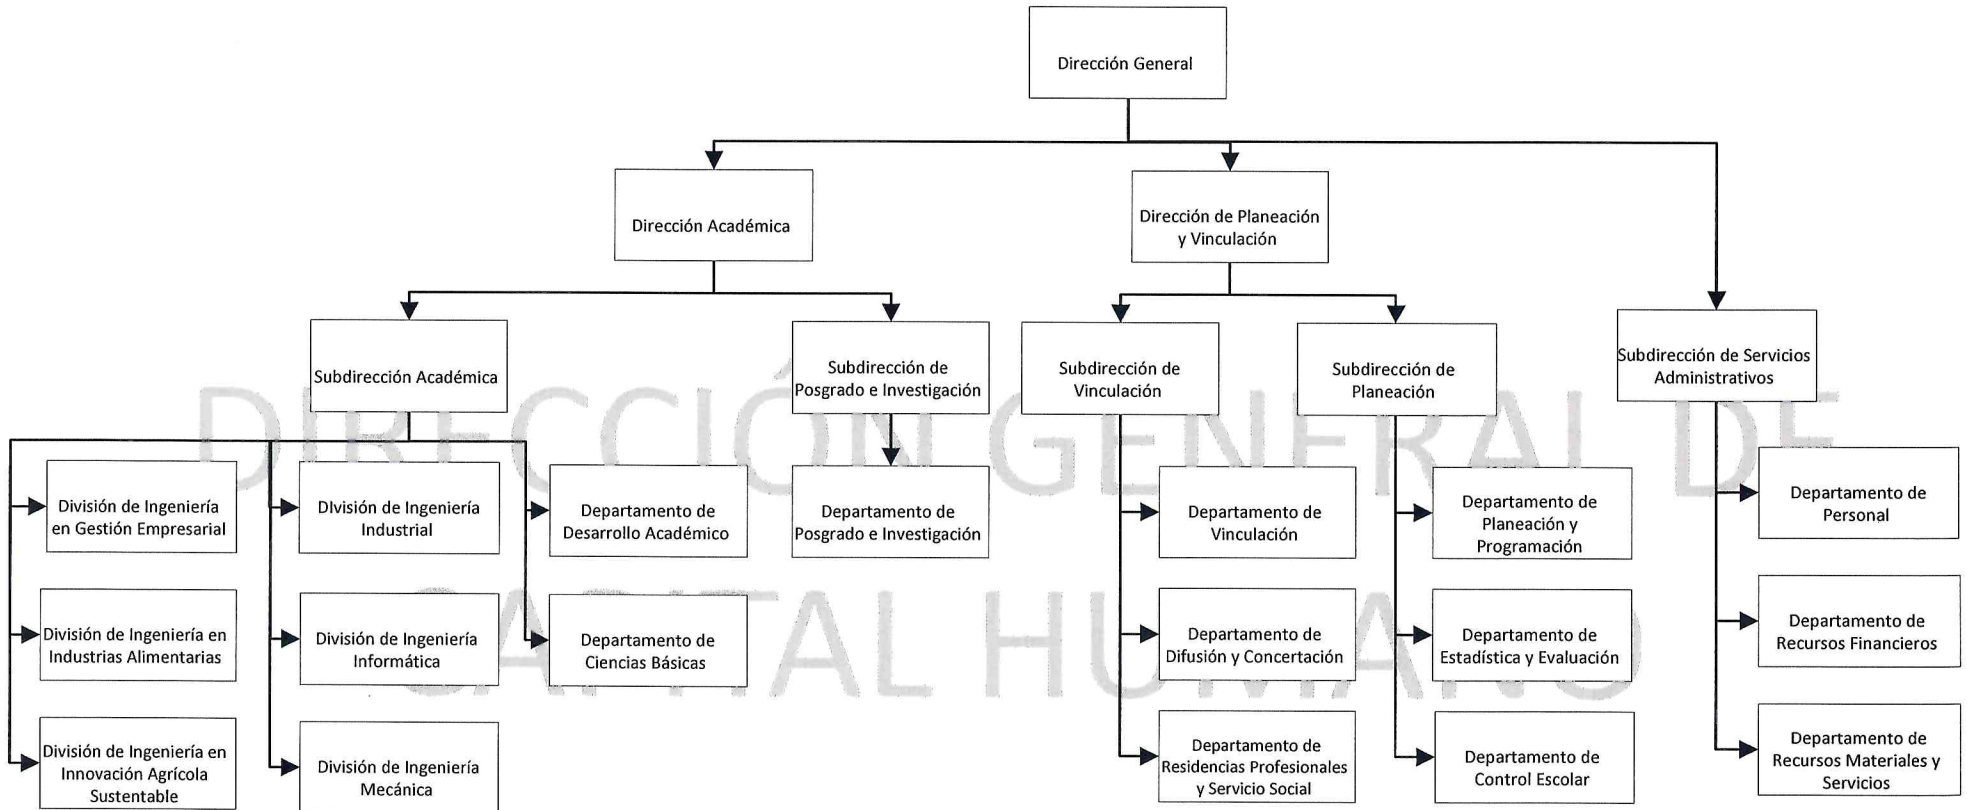 Dirección General
Dirección Académica
Dirección de Planeación
y Vinculación
Subdirección Académica
Subdirección de
Posgrado e Investigación
Subdirección de
Vinculación
Subdirección de
Planeación
Subdirección de Servicios
Administrativos
DIRECCIÓN GENERAL DE
CAPITAL HUMANO
División de Ingeniería
en Gestión Empresarial
DIvisión de Ingeniería
Industrial
Departamento de
Desarrollo Académico
Departamento de
Posgrado e Investigación
Departamento de
Vinculación
Departamento de
Planeación y
Programación
Departamento de
Personal
División de Ingeniería en
Industrias Alimentarias
División de Ingeniería
Informática
Departamento de
Ciencias Básicas
Departamento de
Difusión y Concertación
Departamento de
Estadística y Evaluación
Departamento de
Recursos Financieros
División de Ingeniería en
Innovación Agrícola
Sustentable
División de Ingeniería
Mecánica
Departamento de
Residencias Profesionales
y Servicio Social
Departamento de
Control Escolar
Departamento de
Recursos Materiales y
Servicios